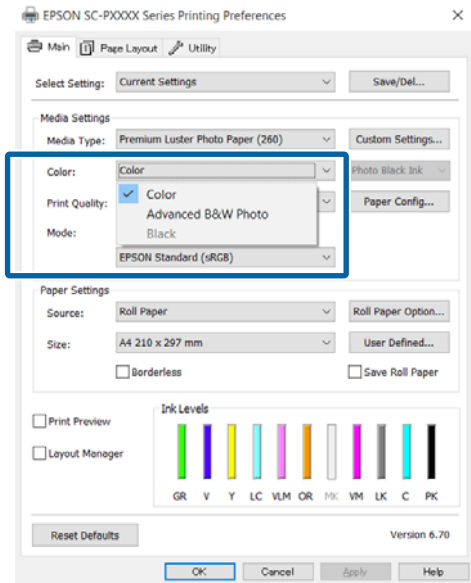 EPSON SC-PXXXX Series Printing Preferences
Main Page Layout Utility
Select Setting: Current Settings Save/Del...
Media Settings
Media Type: Premium Luster Photo Paper (260) Custom Settings...
Color: Color Photo Black Ink
Color
Print Quality: Paper Config...
Advanced B&W Photo
Mode: Black
EPSON Standard (sRGB)
Paper Settings
Source: Roll Paper Roll Paper Option...
Size: A4 210 x 297 mm User Defined...
Borderless Save Roll Paper
Print Preview
Layout Manager
Ink Levels
GR V Y LC VLM OR MK VM LK C PK
Reset Defaults Version 6.70
OK Cancel Apply Help